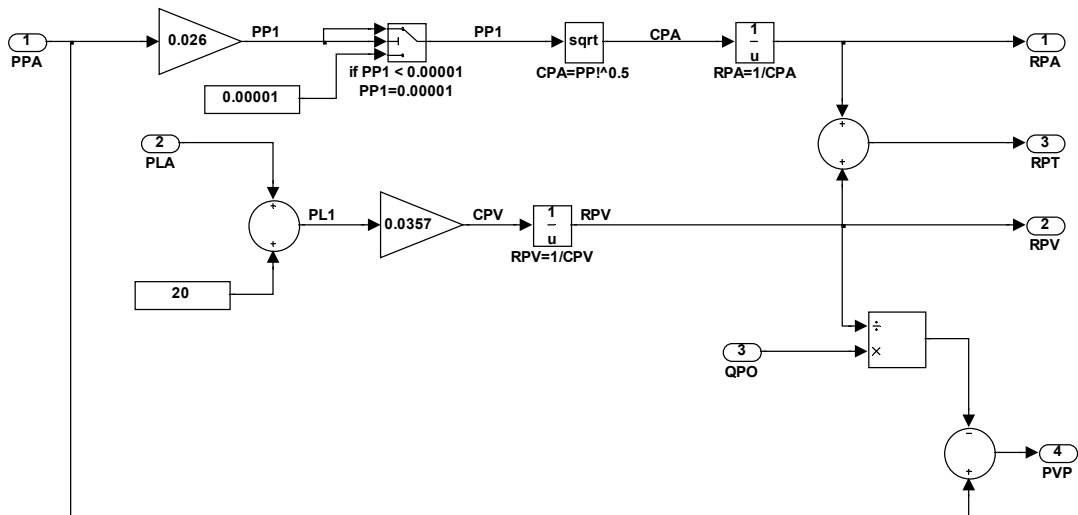 1
PPA
0.026
PP1
if PP1 < 0.00001
PP1=0.00001
0.00001
PP1
sqrt
CPA=PP!^0.5
CPA
1
u
RPA=1/CPA
1
RPA
2
PLA
+
+
3
RPT
+
+
PL1
0.0357
CPV
1
u
RPV=1/CPV
RPV
2
RPV
20
3
QPO
÷
×
−
+
4
PVP